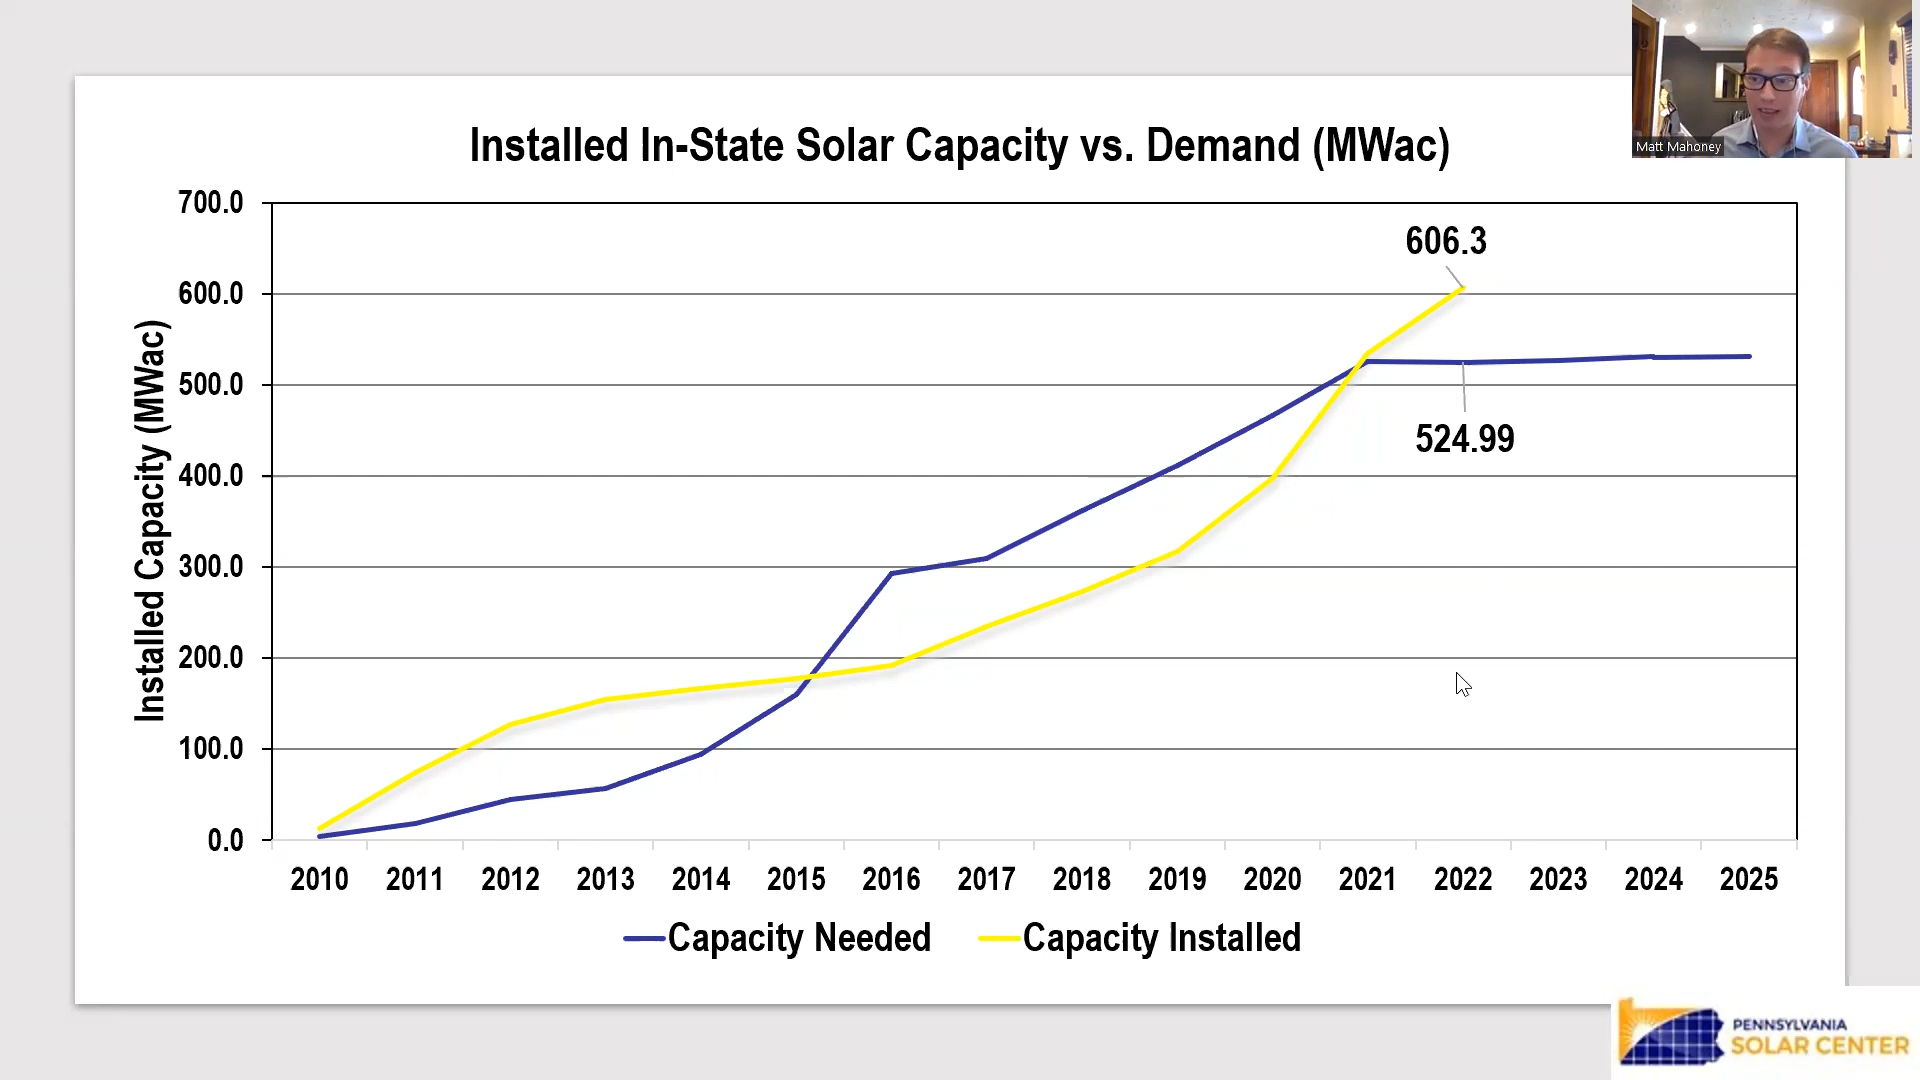 Matt Mahoney
Installed In-State Solar Capacity vs. Demand (MWac)
Installed Capacity (MWac)
700.0
600.0
500.0
400.0
300.0
200.0
100.0
0.0
606.3
524.99
2010 2011 2012 2013 2014 2015 2016 2017 2018 2019 2020 2021 2022 2023 2024 2025
Capacity Needed Capacity Installed
PENNSYLVANIA
SOLAR CENTER